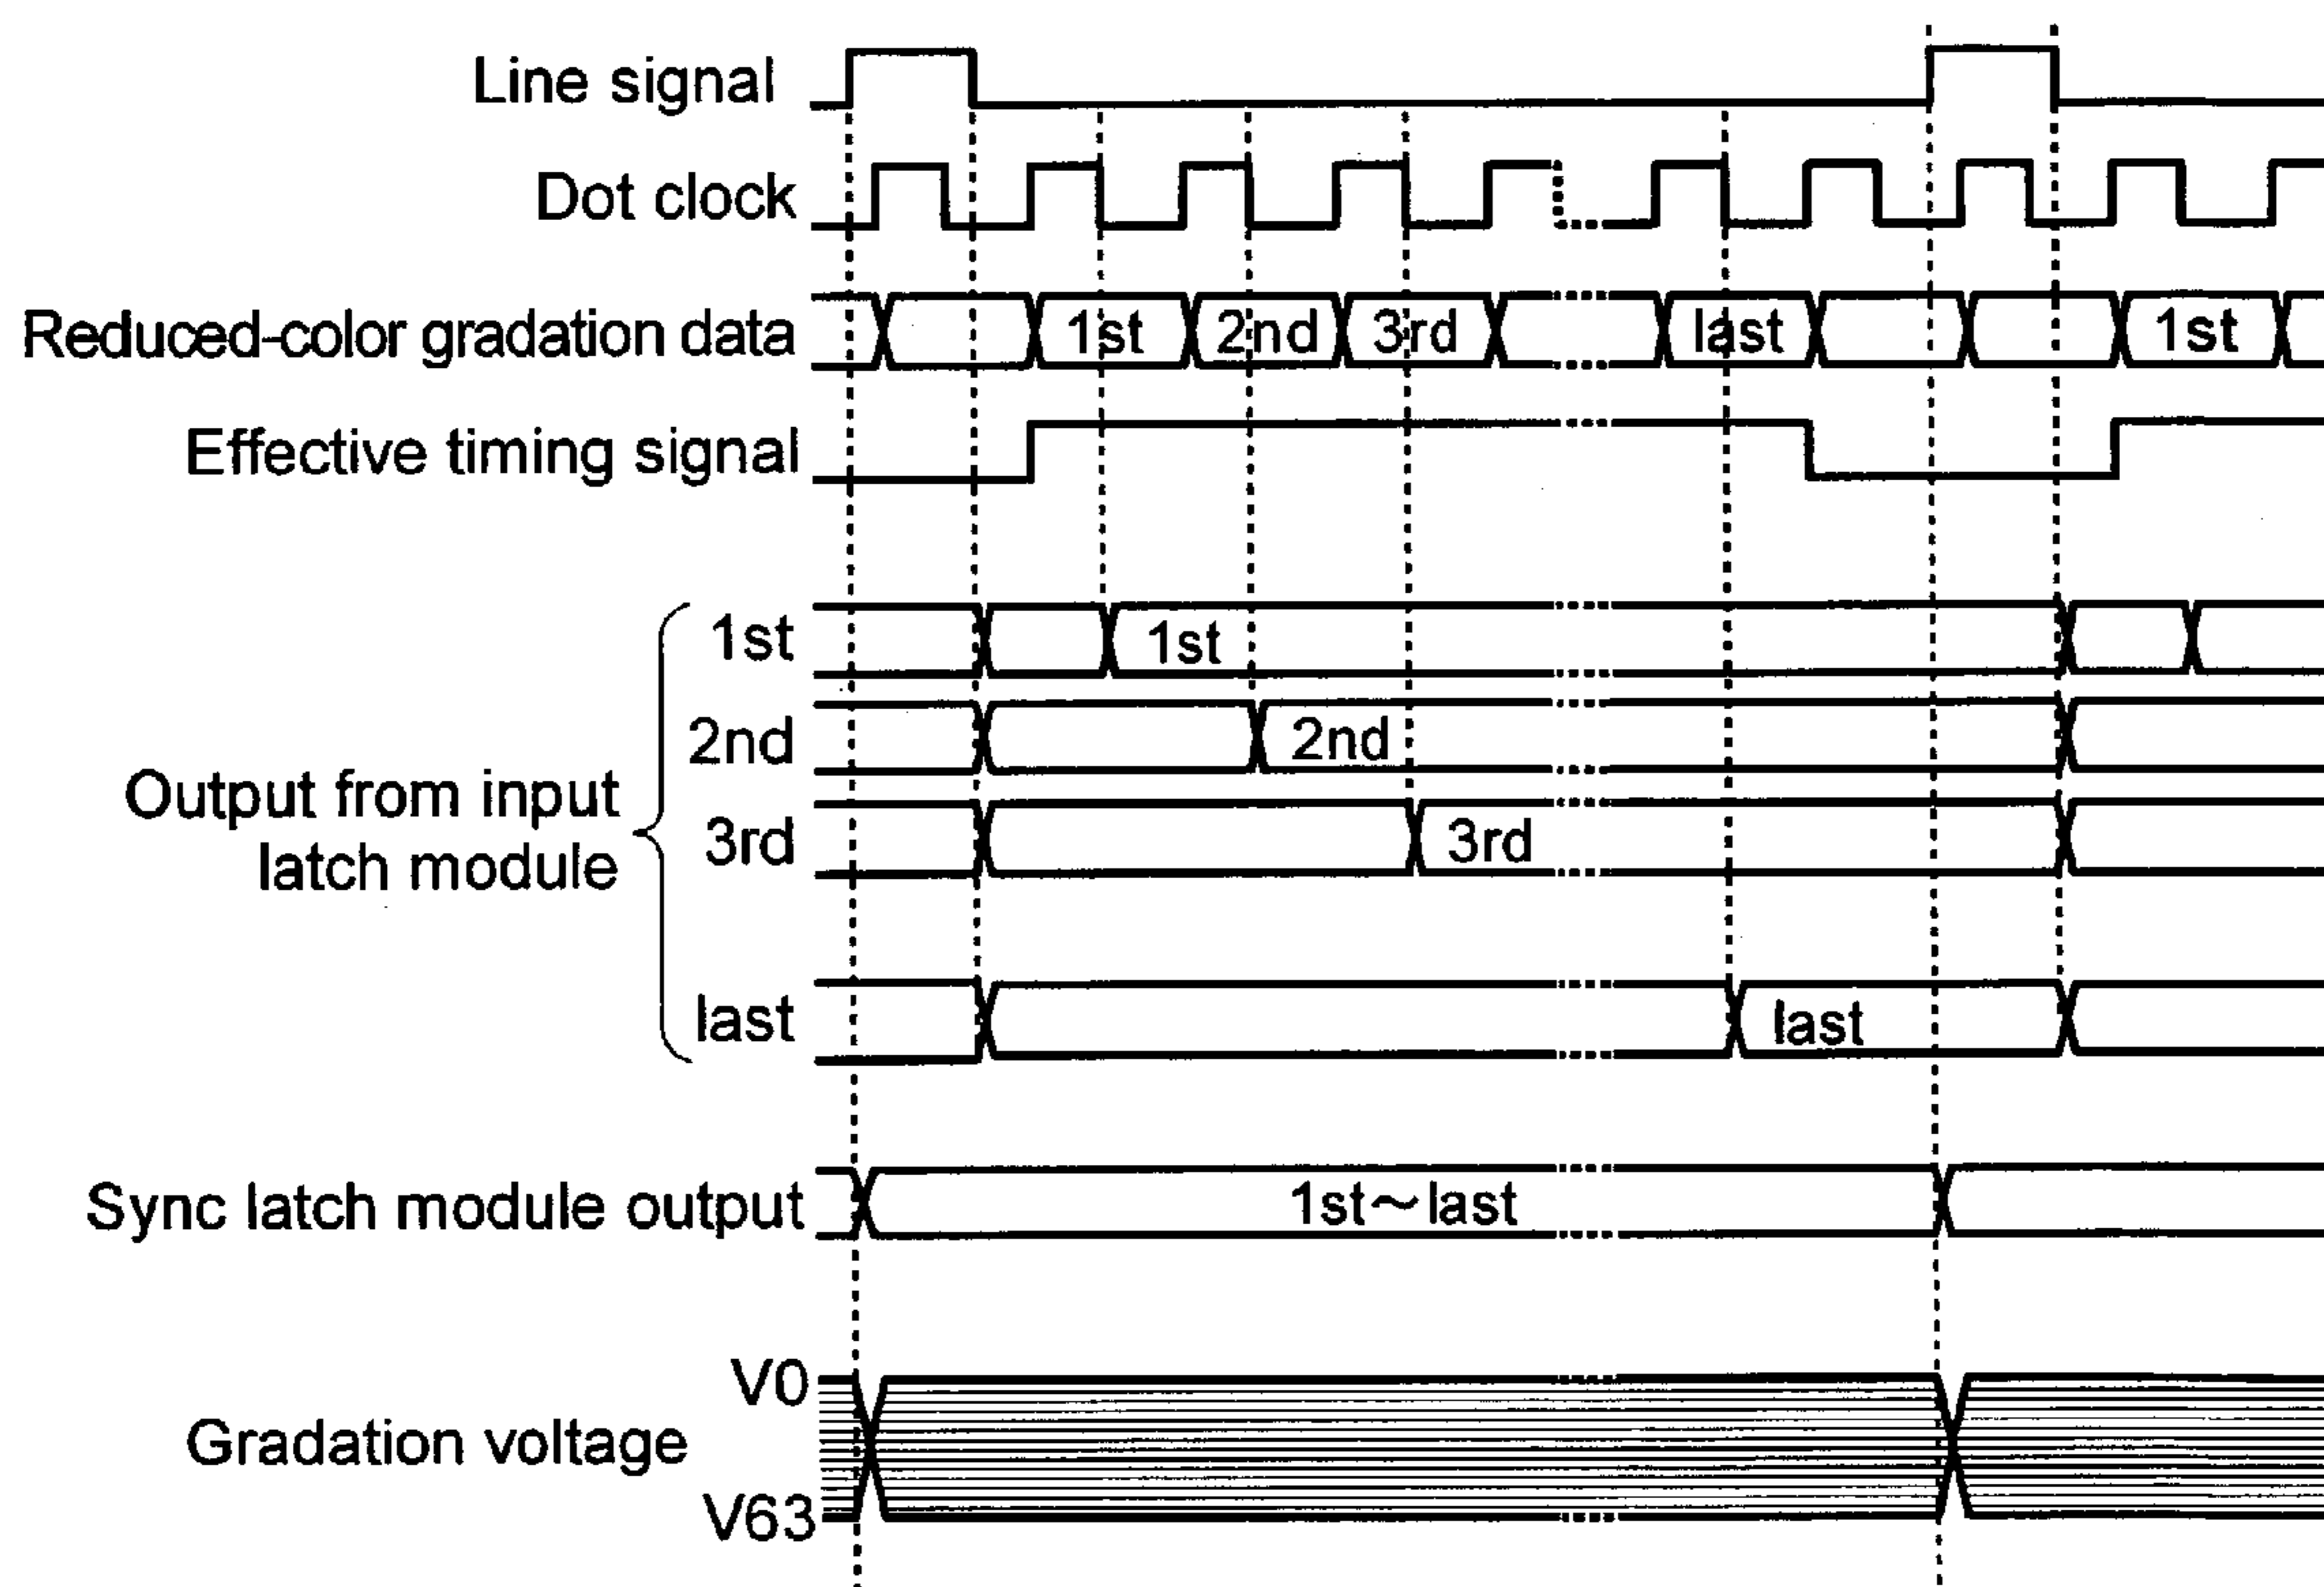 Line signal
Dot clock
Reduced-color gradation data
1st 2nd 3rd last 1st
Effective timing signal
Output from input
latch module
1st 1st
2nd 2nd
3rd 3rd
last last
Sync latch module output
1st～last
V0
Gradation voltage
V63